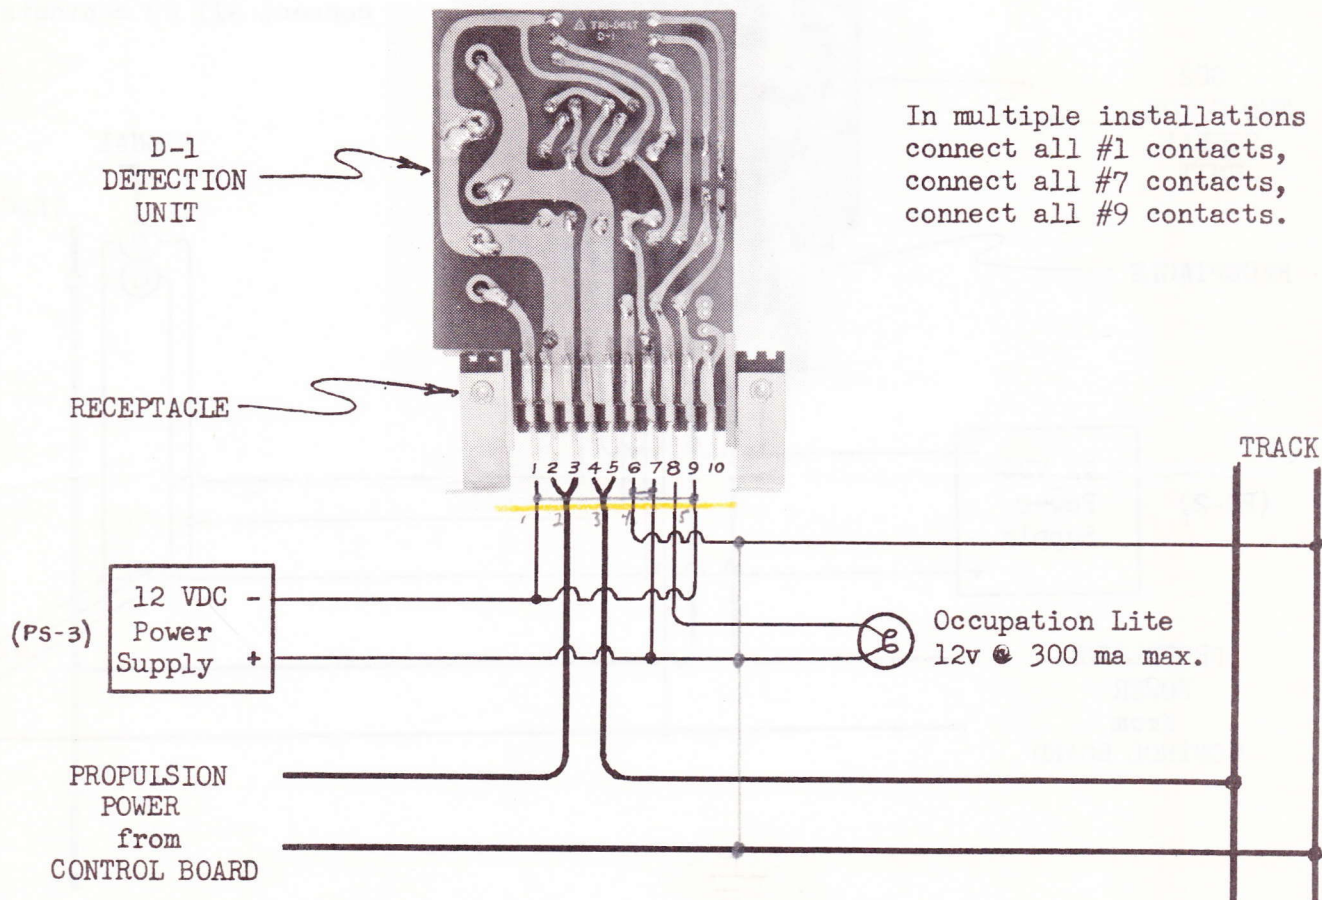 △ TRI-DELT
D-1
D-1
DETECTION
UNIT
In multiple installations
connect all #1 contacts,
connect all #7 contacts,
connect all #9 contacts.
RECEPTACLE
1 2 3 4 5 6 7 8 9 10
1 2 3 4 5
TRACK
(PS-3)
12 VDC -
Power
Supply +
Occupation Lite
12v @ 300 ma max.
PROPULSION
POWER
from
CONTROL BOARD